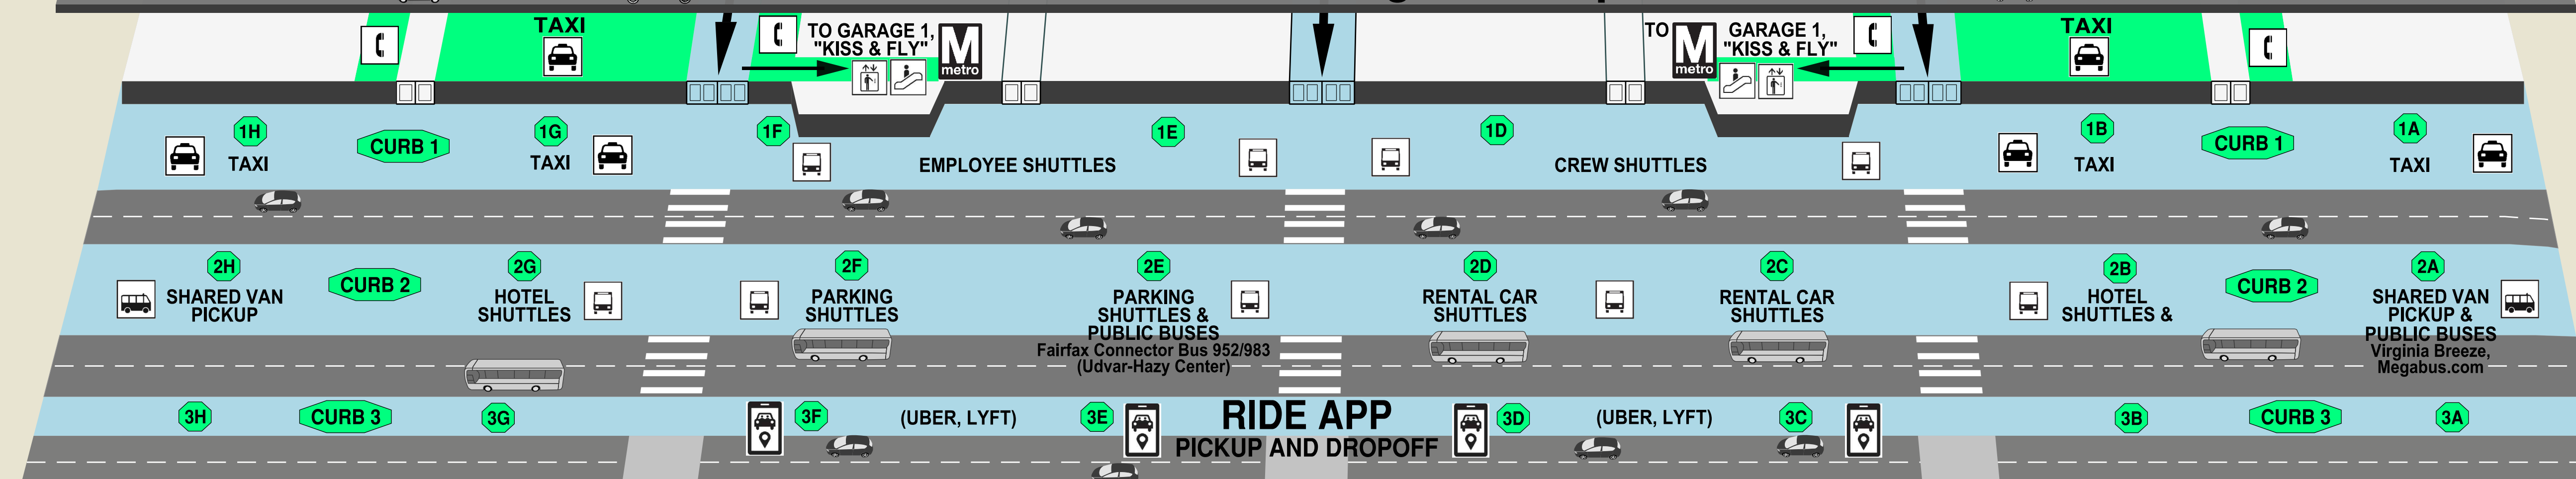 TAXI
TO GARAGE 1,
"KISS & FLY"
M
metro
TO
M
metro
GARAGE 1,
"KISS & FLY"
TAXI
1H
CURB 1
1G
1F
1E
1D
1B
CURB 1
1A
TAXI
TAXI
EMPLOYEE SHUTTLES
CREW SHUTTLES
TAXI
TAXI
2H
CURB 2
2G
2F
2E
2D
2C
2B
CURB 2
2A
SHARED VAN
PICKUP
HOTEL
SHUTTLES
PARKING
SHUTTLES
PARKING
SHUTTLES &
PUBLIC BUSES
Fairfax Connector Bus 952/983
(Udvar-Hazy Center)
RENTAL CAR
SHUTTLES
RENTAL CAR
SHUTTLES
HOTEL
SHUTTLES &
SHARED VAN
PICKUP &
PUBLIC BUSES
Virginia Breeze,
Megabus.com
3H
CURB 3
3G
3F
(UBER, LYFT)
3E
RIDE APP
PICKUP AND DROPOFF
3D
(UBER, LYFT)
3C
3B
CURB 3
3A